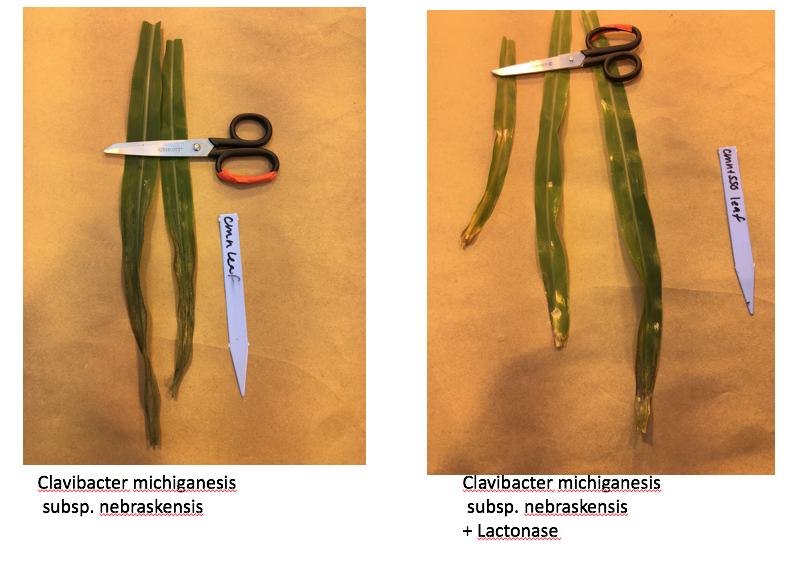 cmn leaf
cmn+SSO leaf
Clavibacter michiganesis
subsp. nebraskensis
Clavibacter michiganesis
subsp. nebraskensis
+ Lactonase